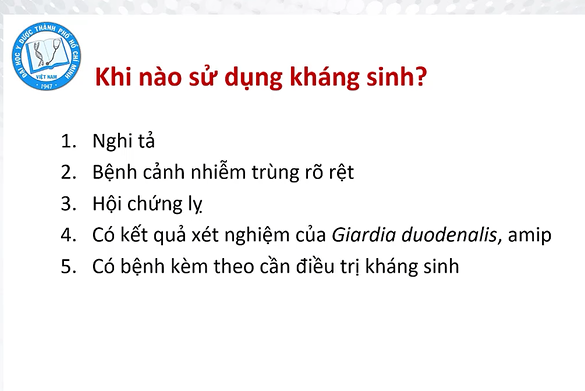 ĐẠI HỌC Y DƯỢC THÀNH PHỐ HỒ CHÍ MINH
VIỆT NAM
1947
Khi nào sử dụng kháng sinh?
1. Nghi tả
2. Bệnh cảnh nhiễm trùng rõ rệt
3. Hội chứng lỵ
4. Có kết quả xét nghiệm của Giardia duodenalis, amip
5. Có bệnh kèm theo cần điều trị kháng sinh